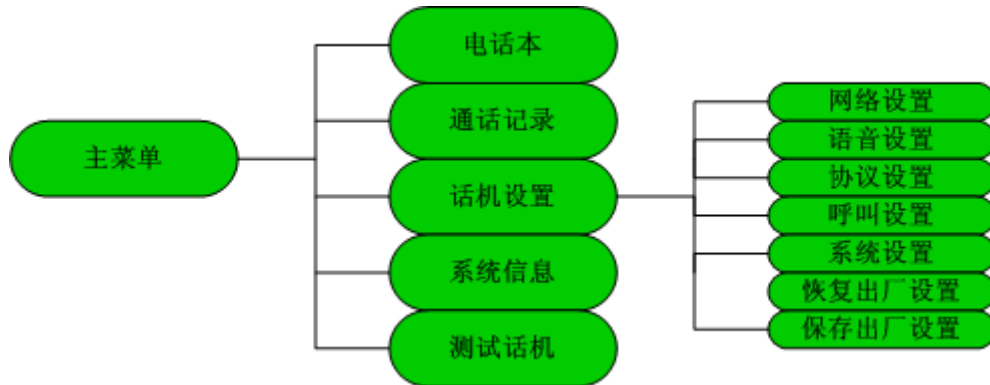 主菜单
电话本
通话记录
话机设置
系统信息
测试话机
网络设置
语音设置
协议设置
呼叫设置
系统设置
恢复出厂设置
保存出厂设置